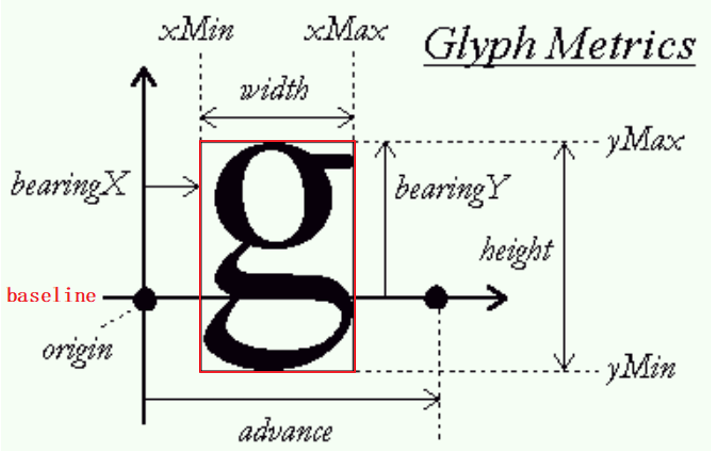 xMin xMax Glyph Metrics
width
yMax
bearingX bearingY
g
height
baseline
origin
yMin
advance